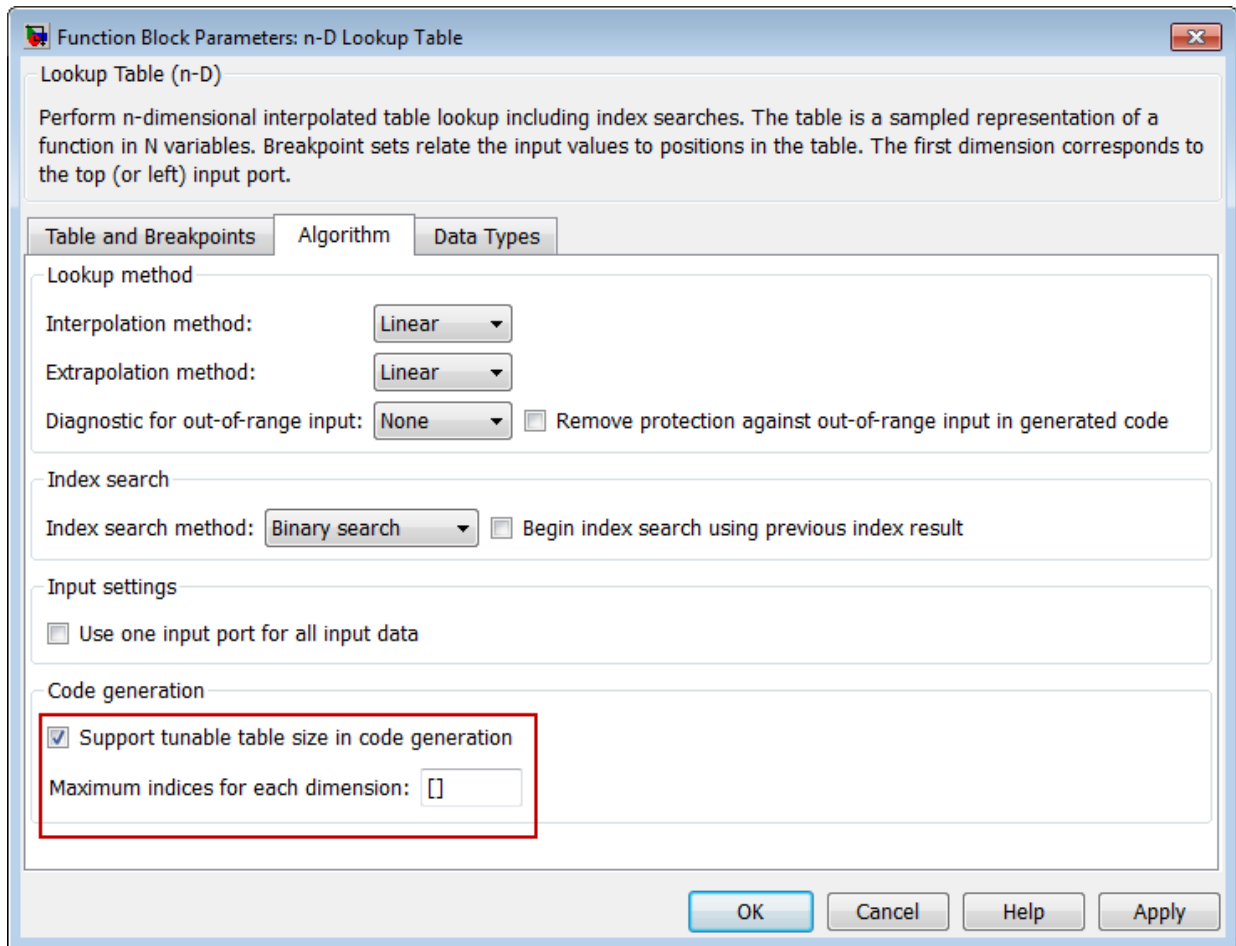 Function Block Parameters: n-D Lookup Table
Lookup Table (n-D)
Perform n-dimensional interpolated table lookup including index searches. The table is a sampled representation of a
function in N variables. Breakpoint sets relate the input values to positions in the table. The first dimension corresponds to
the top (or left) input port.
Table and Breakpoints Algorithm Data Types
Lookup method
Interpolation method: Linear
Extrapolation method: Linear
Diagnostic for out-of-range input: None Remove protection against out-of-range input in generated code
Index search
Index search method: Binary search Begin index search using previous index result
Input settings
Use one input port for all input data
Code generation
Support tunable table size in code generation
Maximum indices for each dimension: []
OK Cancel Help Apply